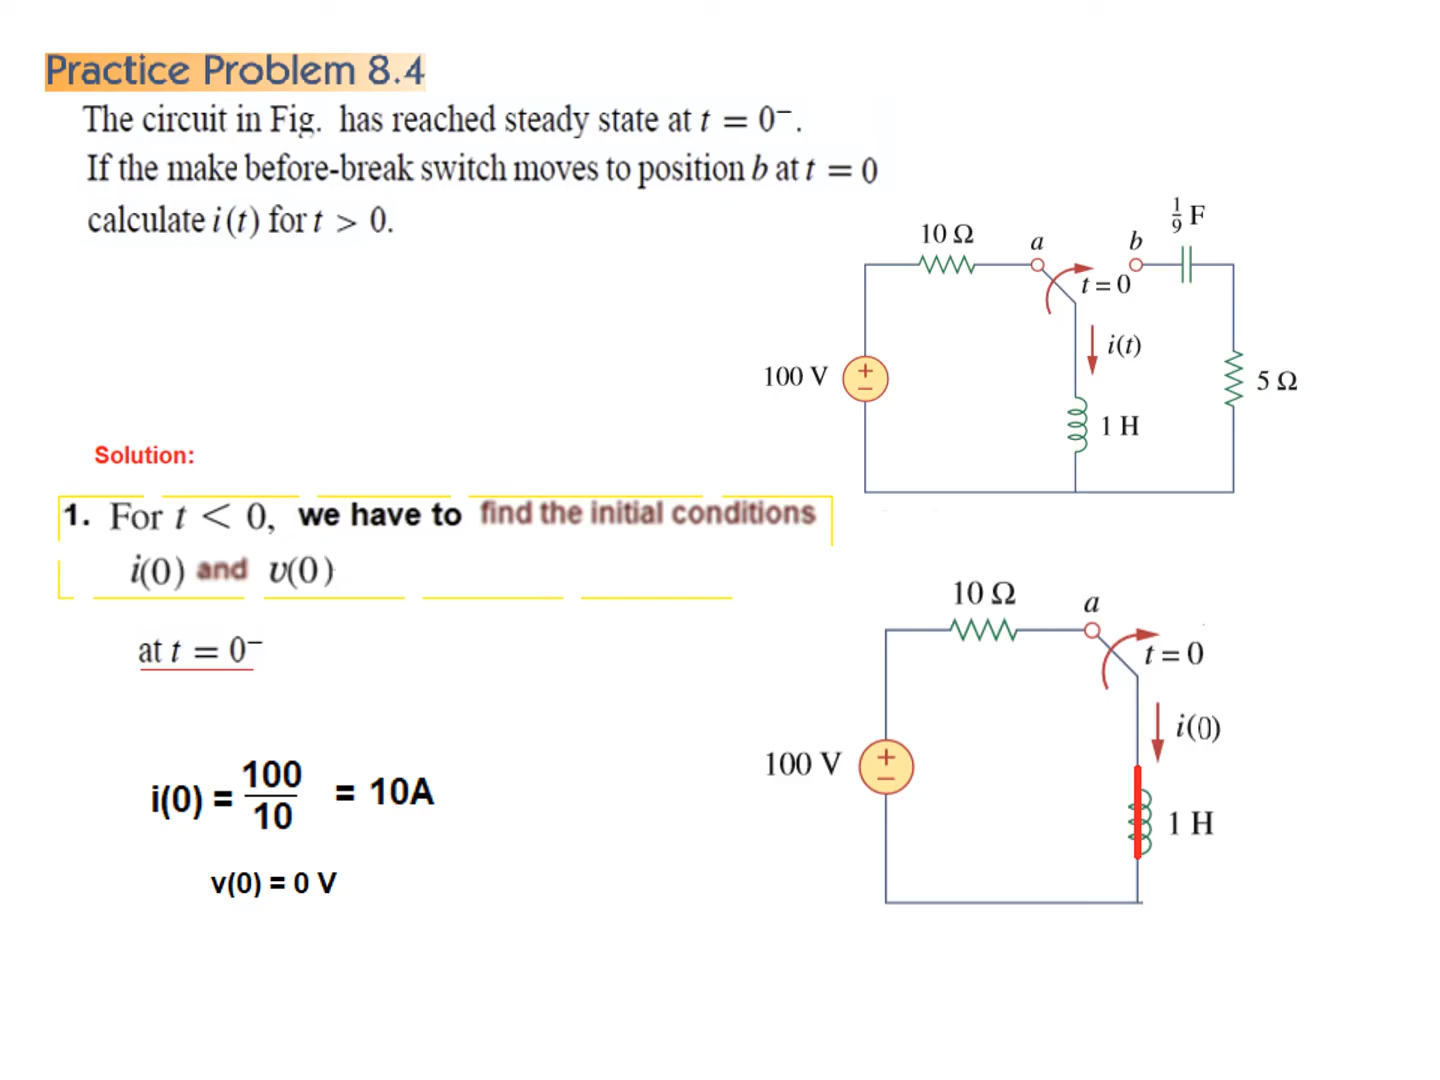 Practice Problem 8.4
The circuit in Fig. has reached steady state at t = 0⁻.
If the make before-break switch moves to position b at t = 0
calculate i(t) for t > 0.
10 Ω
a
b
1/9 F
t = 0
i(t)
100 V
+
−
5 Ω
1 H
Solution:
1. For t < 0, we have to find the initial conditions
i(0) and v(0)
at t = 0⁻
10 Ω
a
t = 0
i(0)
100 V
+
−
1 H
i(0) = 100/10 = 10A
v(0) = 0 V